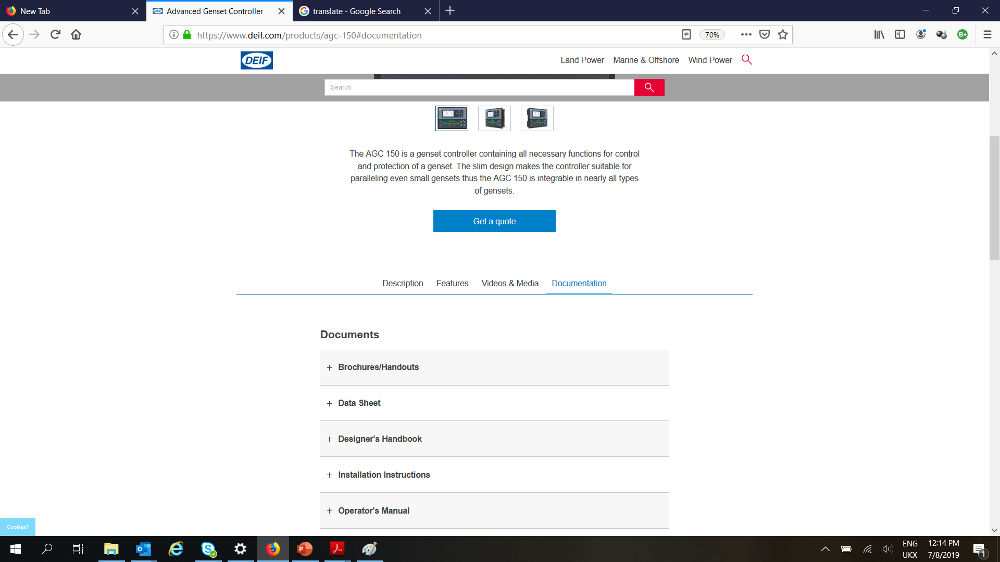 New Tab
Advanced Genset Controller
translate - Google Search
https://www.deif.com/products/agc-150#documentation
70%
B+
DEIF
Land Power
Marine & Offshore
Wind Power
Search
The AGC 150 is a genset controller containing all necessary functions for control
and protection of a genset. The slim design makes the controller suitable for
paralleling even small gensets thus the AGC 150 is integrable in nearly all types
of gensets.
Get a quote
Description
Features
Videos & Media
Documentation
Documents
Brochures/Handouts
Data Sheet
Designer's Handbook
Installation Instructions
Operator's Manual
Cookies?
ENG
UKX
12:14 PM
7/8/2019
1